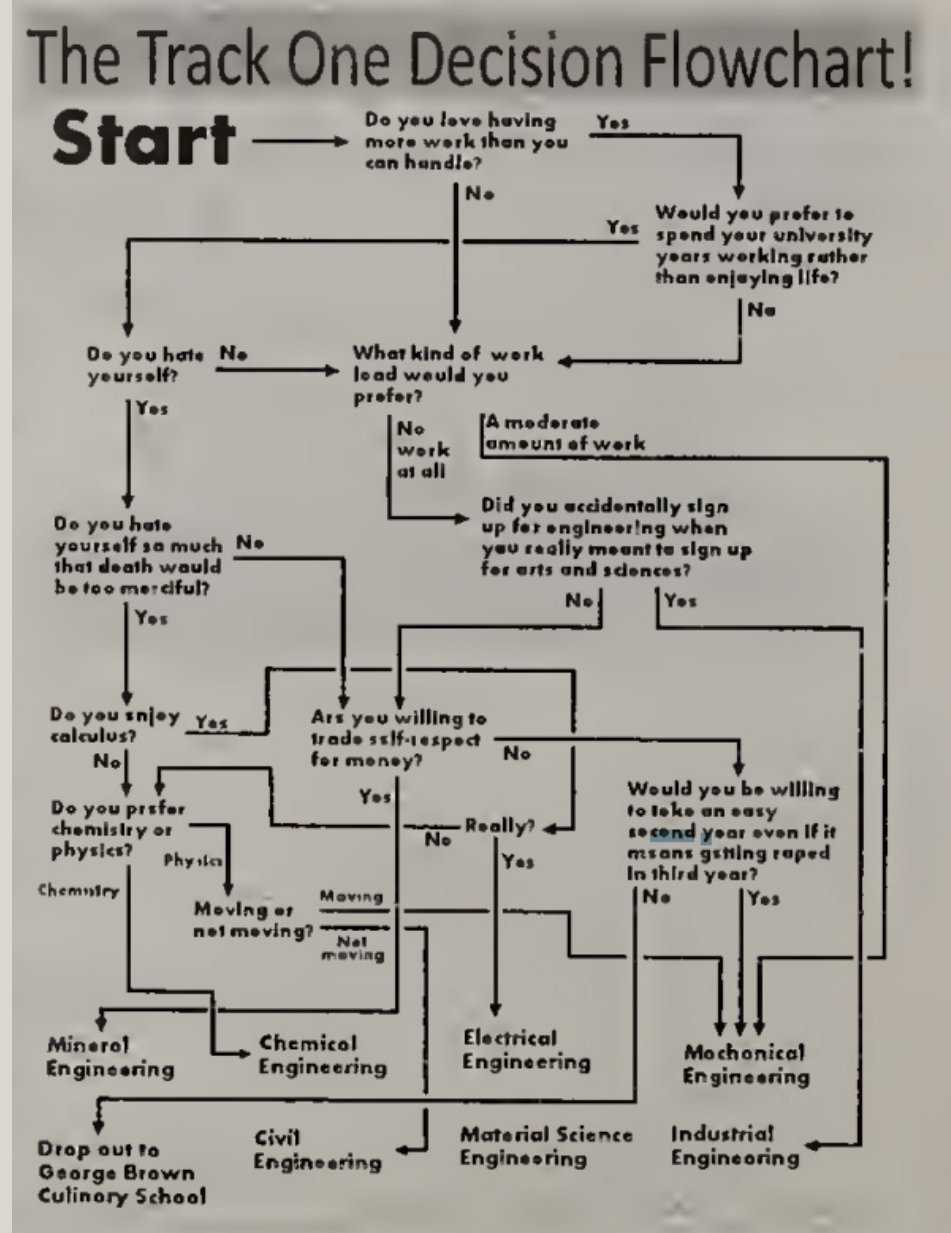 The Track One Decision Flowchart!
Start
Do you love having
more work than you
can handle?
Yes
No
Would you prefer to
spend your university
years working rather
than enjoying life?
Yes
No
Do you hate
yourself?
No
Yes
What kind of work
load would you
prefer?
No
work
at all
A moderate
amount of work
Did you accidentally sign
up for engineering when
you really meant to sign up
for arts and sciences?
No
Yes
Do you hate
yourself so much
that death would
be too merciful?
No
Yes
Do you enjoy
calculus?
Yes
No
Are you willing to
trade self-respect
for money?
No
Yes
Do you prefer
chemistry or
physics?
Physics
Chemistry
Really?
No
Yes
Would you be willing
to take an easy
second year even if it
means getting raped
in third year?
No
Yes
Moving or
not moving?
Moving
Not
moving
Mineral
Engineering
Chemical
Engineering
Electrical
Engineering
Mechanical
Engineering
Drop out to
George Brown
Culinary School
Civil
Engineering
Material Science
Engineering
Industrial
Engineering